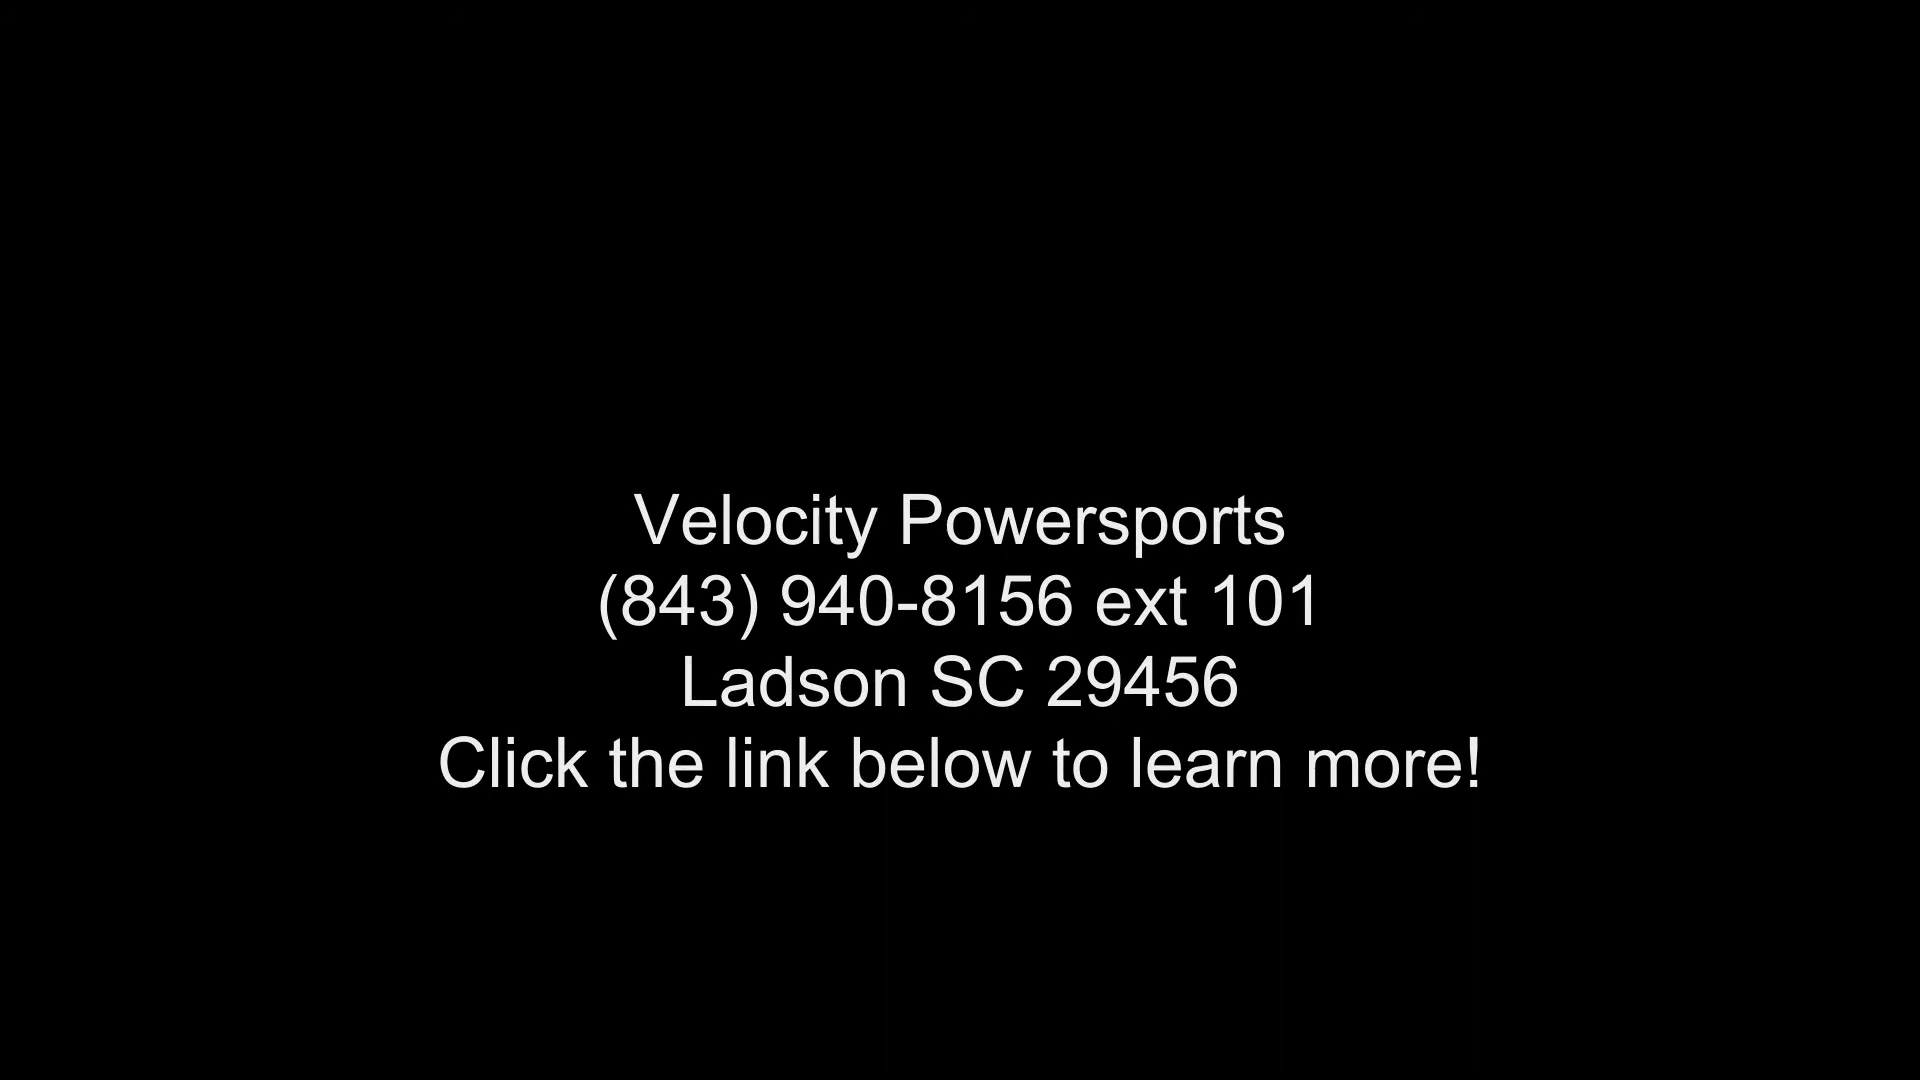 Velocity Powersports
(843) 940-8156 ext 101
Ladson SC 29456
Click the link below to learn more!